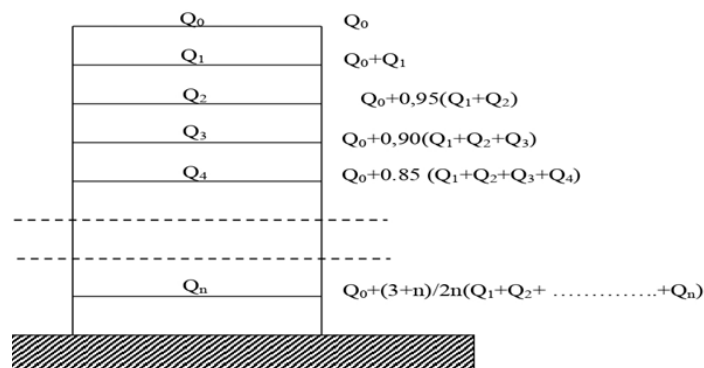 Q₀ Q₀
Q₁ Q₀+Q₁
Q₂ Q₀+0,95(Q₁+Q₂)
Q₃ Q₀+0,90(Q₁+Q₂+Q₃)
Q₄ Q₀+0.85 (Q₁+Q₂+Q₃+Q₄)
Qₙ Q₀+(3+n)/2n(Q₁+Q₂+ ..............+Qₙ)